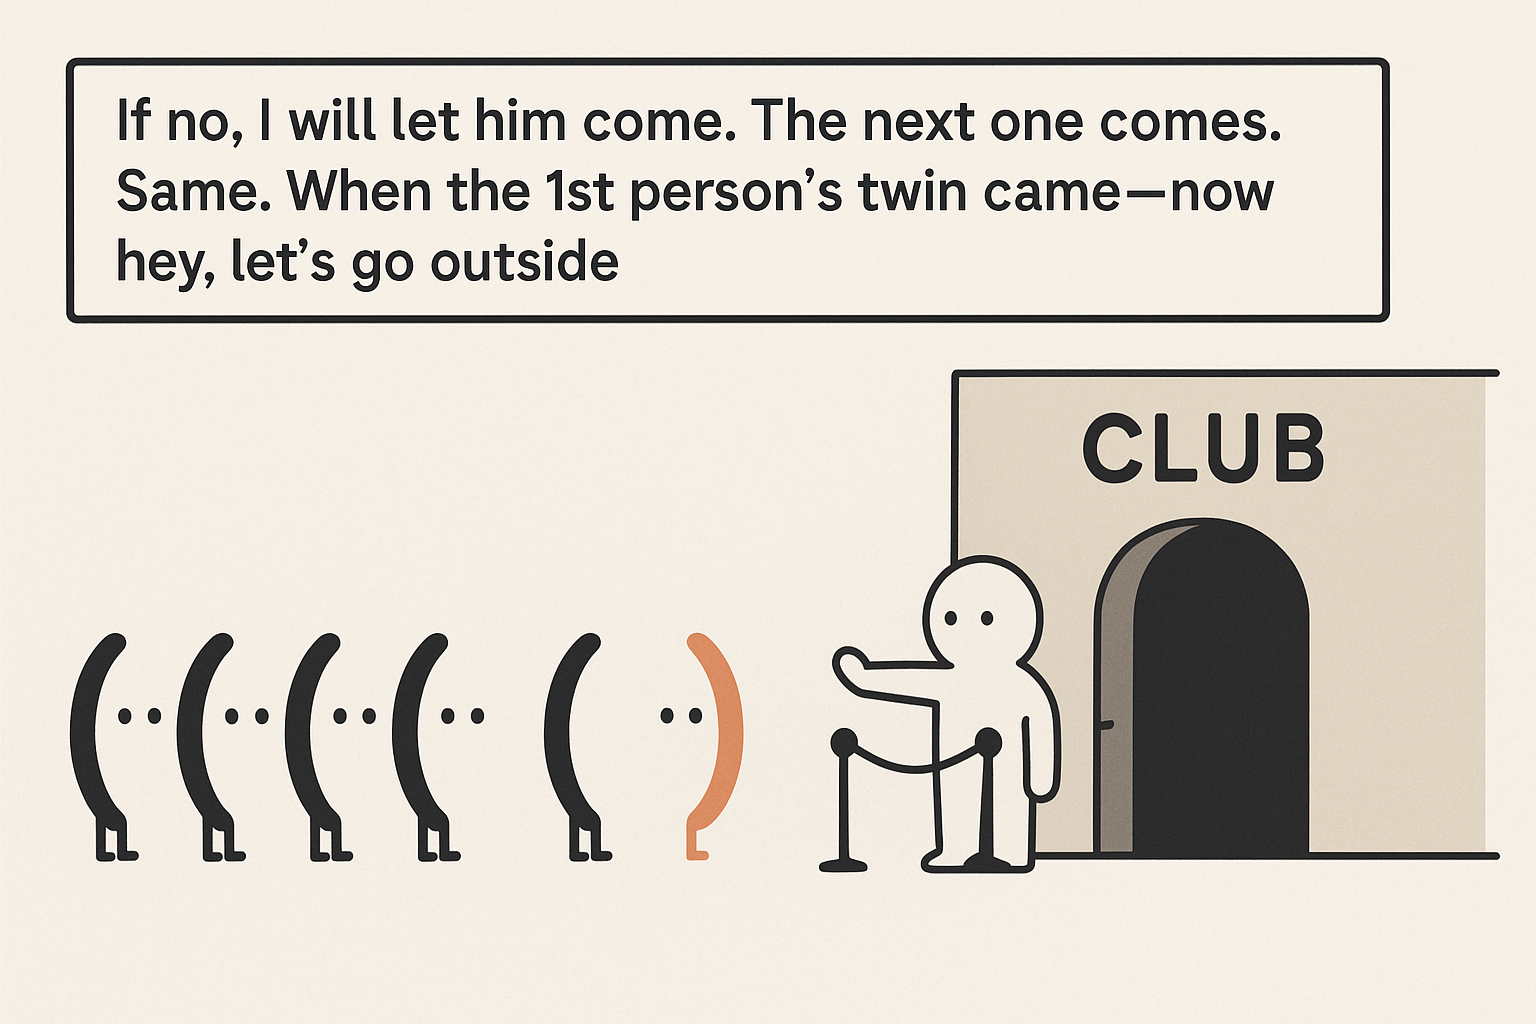 If no, I will let him come. The next one comes.
Same. When the 1st person’s twin came—now
hey, let’s go outside
CLUB